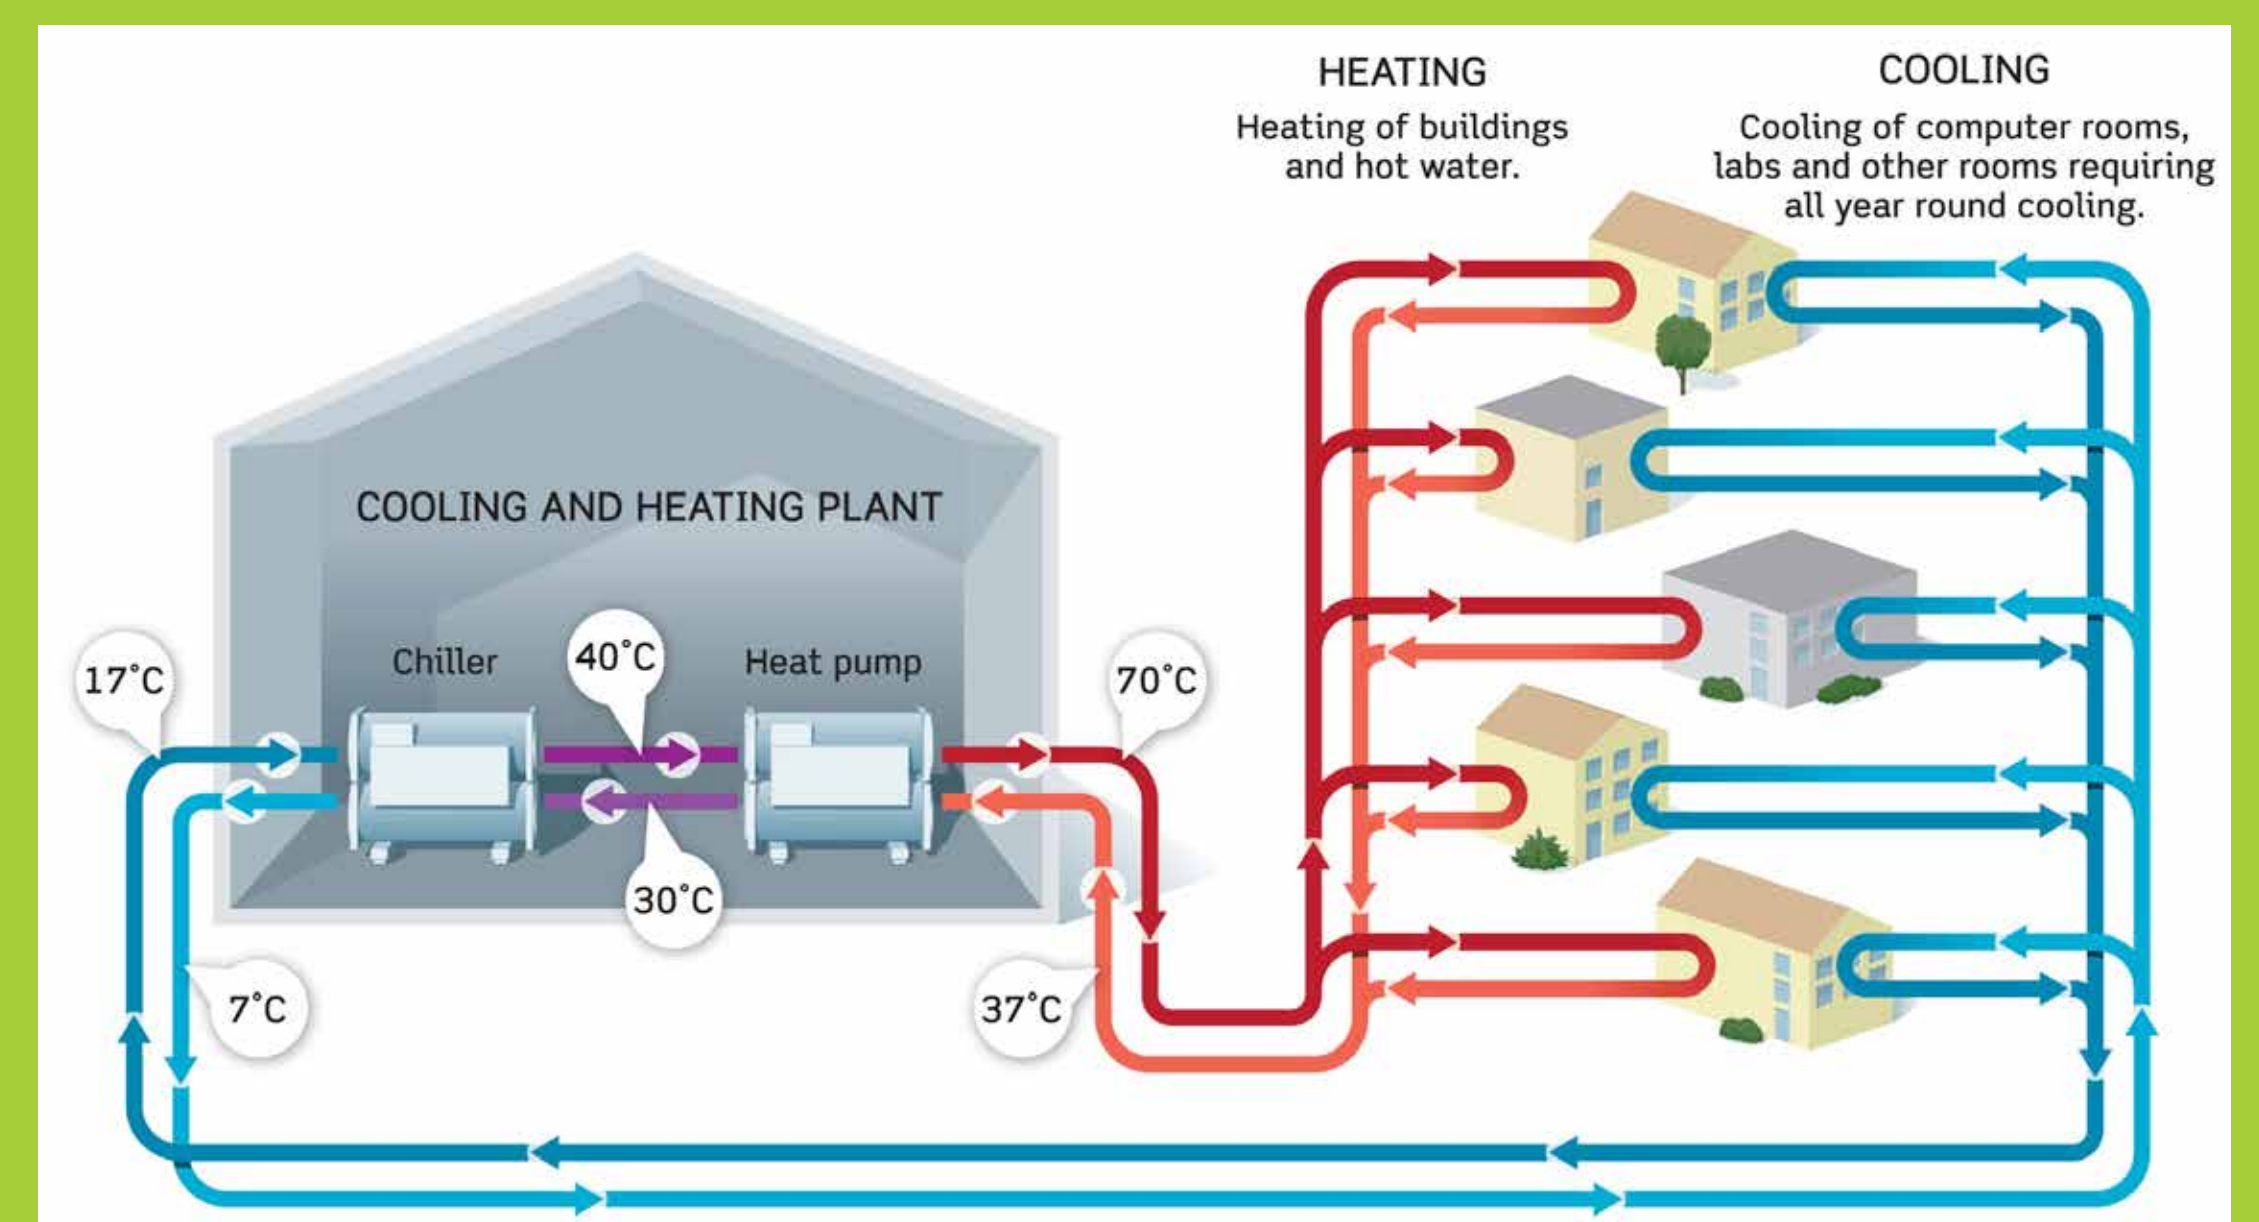 HEATING
Heating of buildings
and hot water.
COOLING
Cooling of computer rooms,
labs and other rooms requiring
all year round cooling.
COOLING AND HEATING PLANT
Chiller
40°C
Heat pump
17°C
70°C
30°C
7°C
37°C